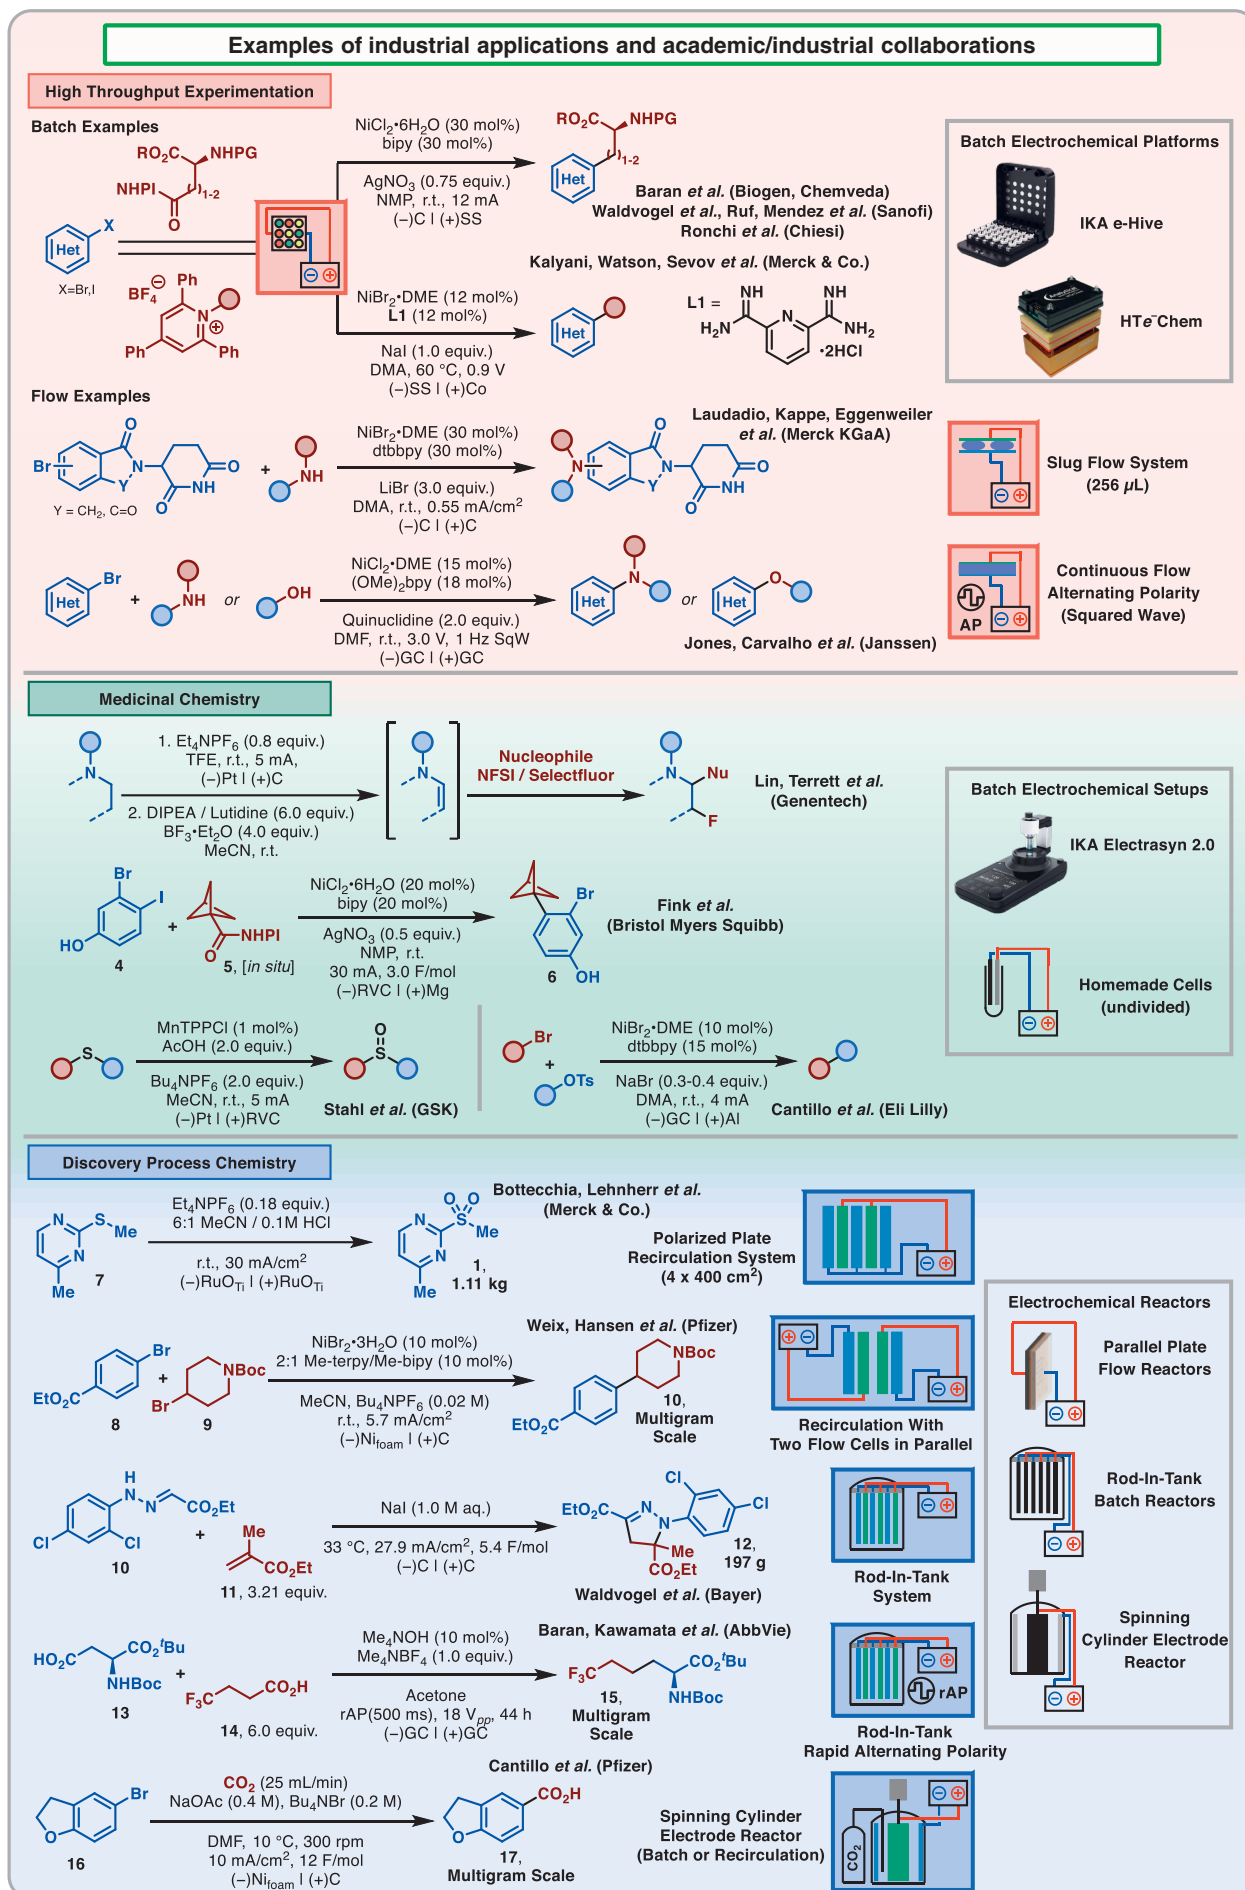 Examples of industrial applications and academic/industrial collaborations
High Throughput Experimentation
Batch Examples
RO₂C
NHPG
1-2
NHPI
O
X
Het
X=Br,I
BF₄⊖
Ph
N
⊕
Ph
Ph
NiCl₂•6H₂O (30 mol%)
bipy (30 mol%)
AgNO₃ (0.75 equiv.)
NMP, r.t., 12 mA
(−)C | (+)SS
RO₂C
NHPG
1-2
Het
Baran et al. (Biogen, Chemveda)
Waldvogel et al., Ruf, Mendez et al. (Sanofi)
Ronchi et al. (Chiesi)
Kalyani, Watson, Sevov et al. (Merck & Co.)
NiBr₂•DME (12 mol%)
L1 (12 mol%)
NaI (1.0 equiv.)
DMA, 60 °C, 0.9 V
(−)SS | (+)Co
Het
L1 =
NH
NH
H₂N
N
NH₂
•2HCl
Batch Electrochemical Platforms
IKA e-Hive
HTe⁻Chem
Flow Examples
Br
O
N
Y
O
NH
O
Y = CH₂, C=O
+
NH
NiBr₂•DME (30 mol%)
dtbbpy (30 mol%)
LiBr (3.0 equiv.)
DMA, r.t., 0.55 mA/cm²
(−)C | (+)C
N
O
N
Y
O
NH
O
Laudadio, Kappe, Eggenweiler
et al. (Merck KGaA)
Slug Flow System
(256 µL)
Het
Br
+
NH
or
OH
NiCl₂•DME (15 mol%)
(OMe)₂bpy (18 mol%)
Quinuclidine (2.0 equiv.)
DMF, r.t., 3.0 V, 1 Hz SqW
(−)GC | (+)GC
Het
N
or
Het
O
Jones, Carvalho et al. (Janssen)
AP
Continuous Flow
Alternating Polarity
(Squared Wave)
Medicinal Chemistry
N
1. Et₄NPF₆ (0.8 equiv.)
TFE, r.t., 5 mA,
(−)Pt | (+)C
2. DIPEA / Lutidine (6.0 equiv.)
BF₃•Et₂O (4.0 equiv.)
MeCN, r.t.
N
Nucleophile
NFSI / Selectfluor
N
Nu
F
Lin, Terrett et al.
(Genentech)
Br
I
HO
4
+
NHPI
O
5, [in situ]
NiCl₂•6H₂O (20 mol%)
bipy (20 mol%)
AgNO₃ (0.5 equiv.)
NMP, r.t.
30 mA, 3.0 F/mol
(−)RVC | (+)Mg
Br
OH
6
Fink et al.
(Bristol Myers Squibb)
S
MnTPPCl (1 mol%)
AcOH (2.0 equiv.)
Bu₄NPF₆ (2.0 equiv.)
MeCN, r.t., 5 mA
(−)Pt | (+)RVC
O
S
Stahl et al. (GSK)
Br
+
OTs
NiBr₂•DME (10 mol%)
dtbbpy (15 mol%)
NaBr (0.3-0.4 equiv.)
DMA, r.t., 4 mA
(−)GC | (+)Al
Cantillo et al. (Eli Lilly)
Batch Electrochemical Setups
IKA Electrasyn 2.0
Homemade Cells
(undivided)
Discovery Process Chemistry
N
S
Me
N
Me
7
Et₄NPF₆ (0.18 equiv.)
6:1 MeCN / 0.1M HCl
r.t., 30 mA/cm²
(−)RuO_Ti | (+)RuO_Ti
O
O
N
S
Me
N
Me
1,
1.11 kg
Bottecchia, Lehnherr et al.
(Merck & Co.)
Polarized Plate
Recirculation System
(4 x 400 cm²)
Br
EtO₂C
8
+
NBoc
Br
9
NiBr₂•3H₂O (10 mol%)
2:1 Me-terpy/Me-bipy (10 mol%)
MeCN, Bu₄NPF₆ (0.02 M)
r.t., 5.7 mA/cm²
(−)Ni_foam | (+)C
Weix, Hansen et al. (Pfizer)
NBoc
EtO₂C
10,
Multigram
Scale
Recirculation With
Two Flow Cells in Parallel
Electrochemical Reactors
Parallel Plate
Flow Reactors
Rod-In-Tank
Batch Reactors
Spinning
Cylinder Electrode
Reactor
H
N
N
CO₂Et
Cl
Cl
10
+
Me
CO₂Et
11, 3.21 equiv.
NaI (1.0 M aq.)
33 °C, 27.9 mA/cm², 5.4 F/mol
(−)C | (+)C
EtO₂C
N
N
Cl
Cl
Me
CO₂Et
12,
197 g
Waldvogel et al. (Bayer)
Rod-In-Tank
System
HO₂C
CO₂ᵗBu
NHBoc
13
+
F₃C
CO₂H
14, 6.0 equiv.
Me₄NOH (10 mol%)
Me₄NBF₄ (1.0 equiv.)
Acetone
rAP(500 ms), 18 Vpp, 44 h
(−)GC | (+)GC
Baran, Kawamata et al. (AbbVie)
F₃C
CO₂ᵗBu
NHBoc
15,
Multigram
Scale
rAP
Rod-In-Tank
Rapid Alternating Polarity
Br
O
16
CO₂ (25 mL/min)
NaOAc (0.4 M), Bu₄NBr (0.2 M)
DMF, 10 °C, 300 rpm
10 mA/cm², 12 F/mol
(−)Ni_foam | (+)C
Cantillo et al. (Pfizer)
CO₂H
O
17,
Multigram Scale
Spinning Cylinder
Electrode Reactor
(Batch or Recirculation)
CO₂